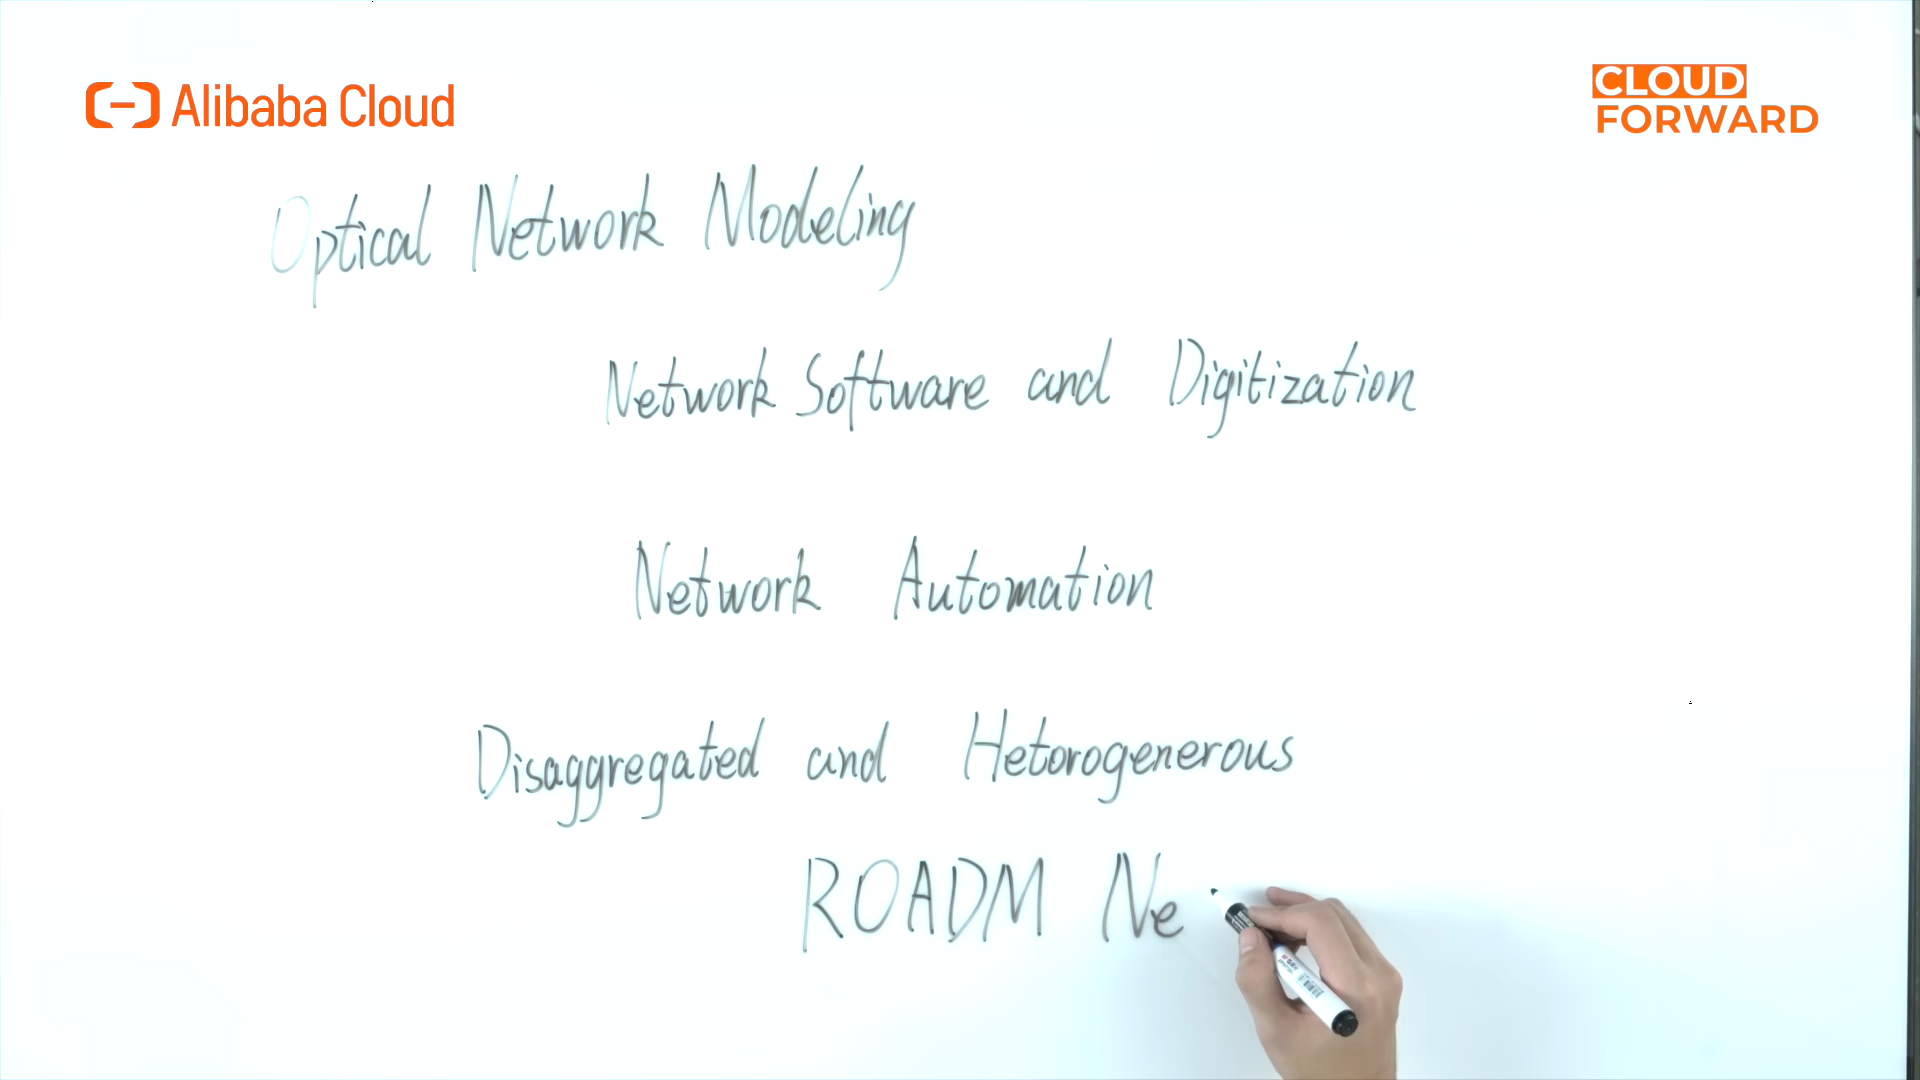 Alibaba Cloud
CLOUD
FORWARD
Optical Network Modeling
Network Software and Digitization
Network Automation
Disaggregated and Hetorogenerous
ROADM Ne